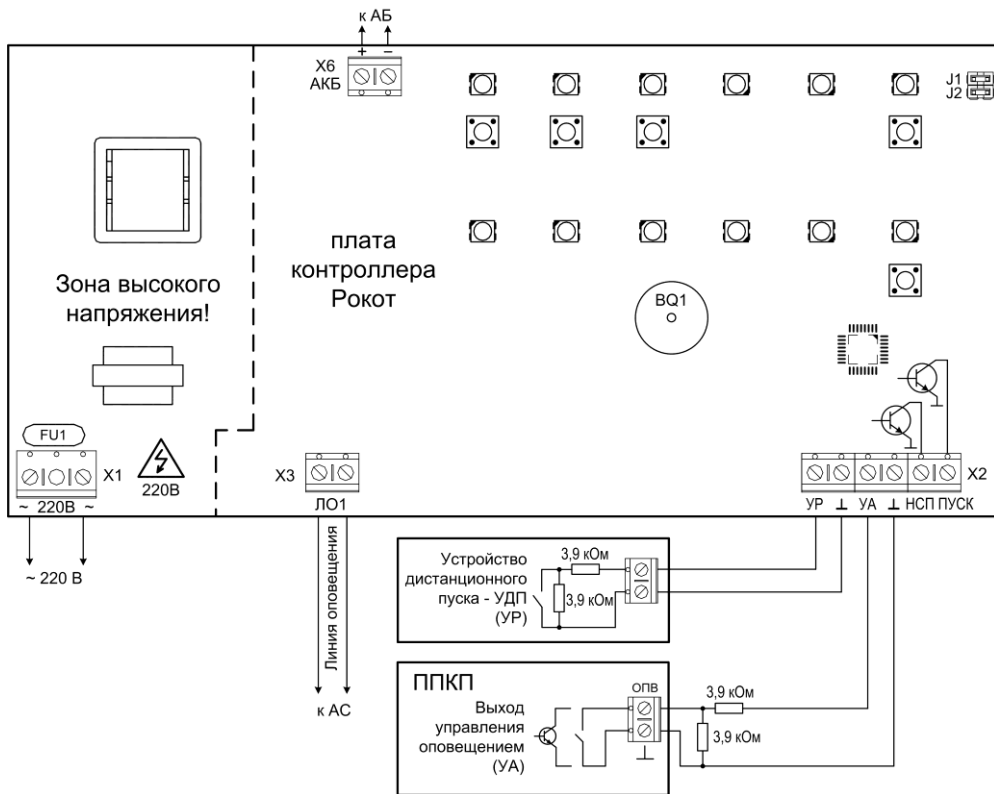 к АБ
+ −
X6
АКБ
J1
J2
плата
контроллера
Рокот
Зона высокого
напряжения!
BQ1
FU1
X1
220В
~ 220В ~
~ 220 В
X3
ЛО1
Линия оповещения
к АС
X2
УР ⊥ УА ⊥ НСП ПУСК
Устройство
дистанционного
пуска - УДП
(УР)
3,9 кОм
3,9 кОм
ППКП
Выход
управления
оповещением
(УА)
ОПВ
⊥
3,9 кОм
3,9 кОм